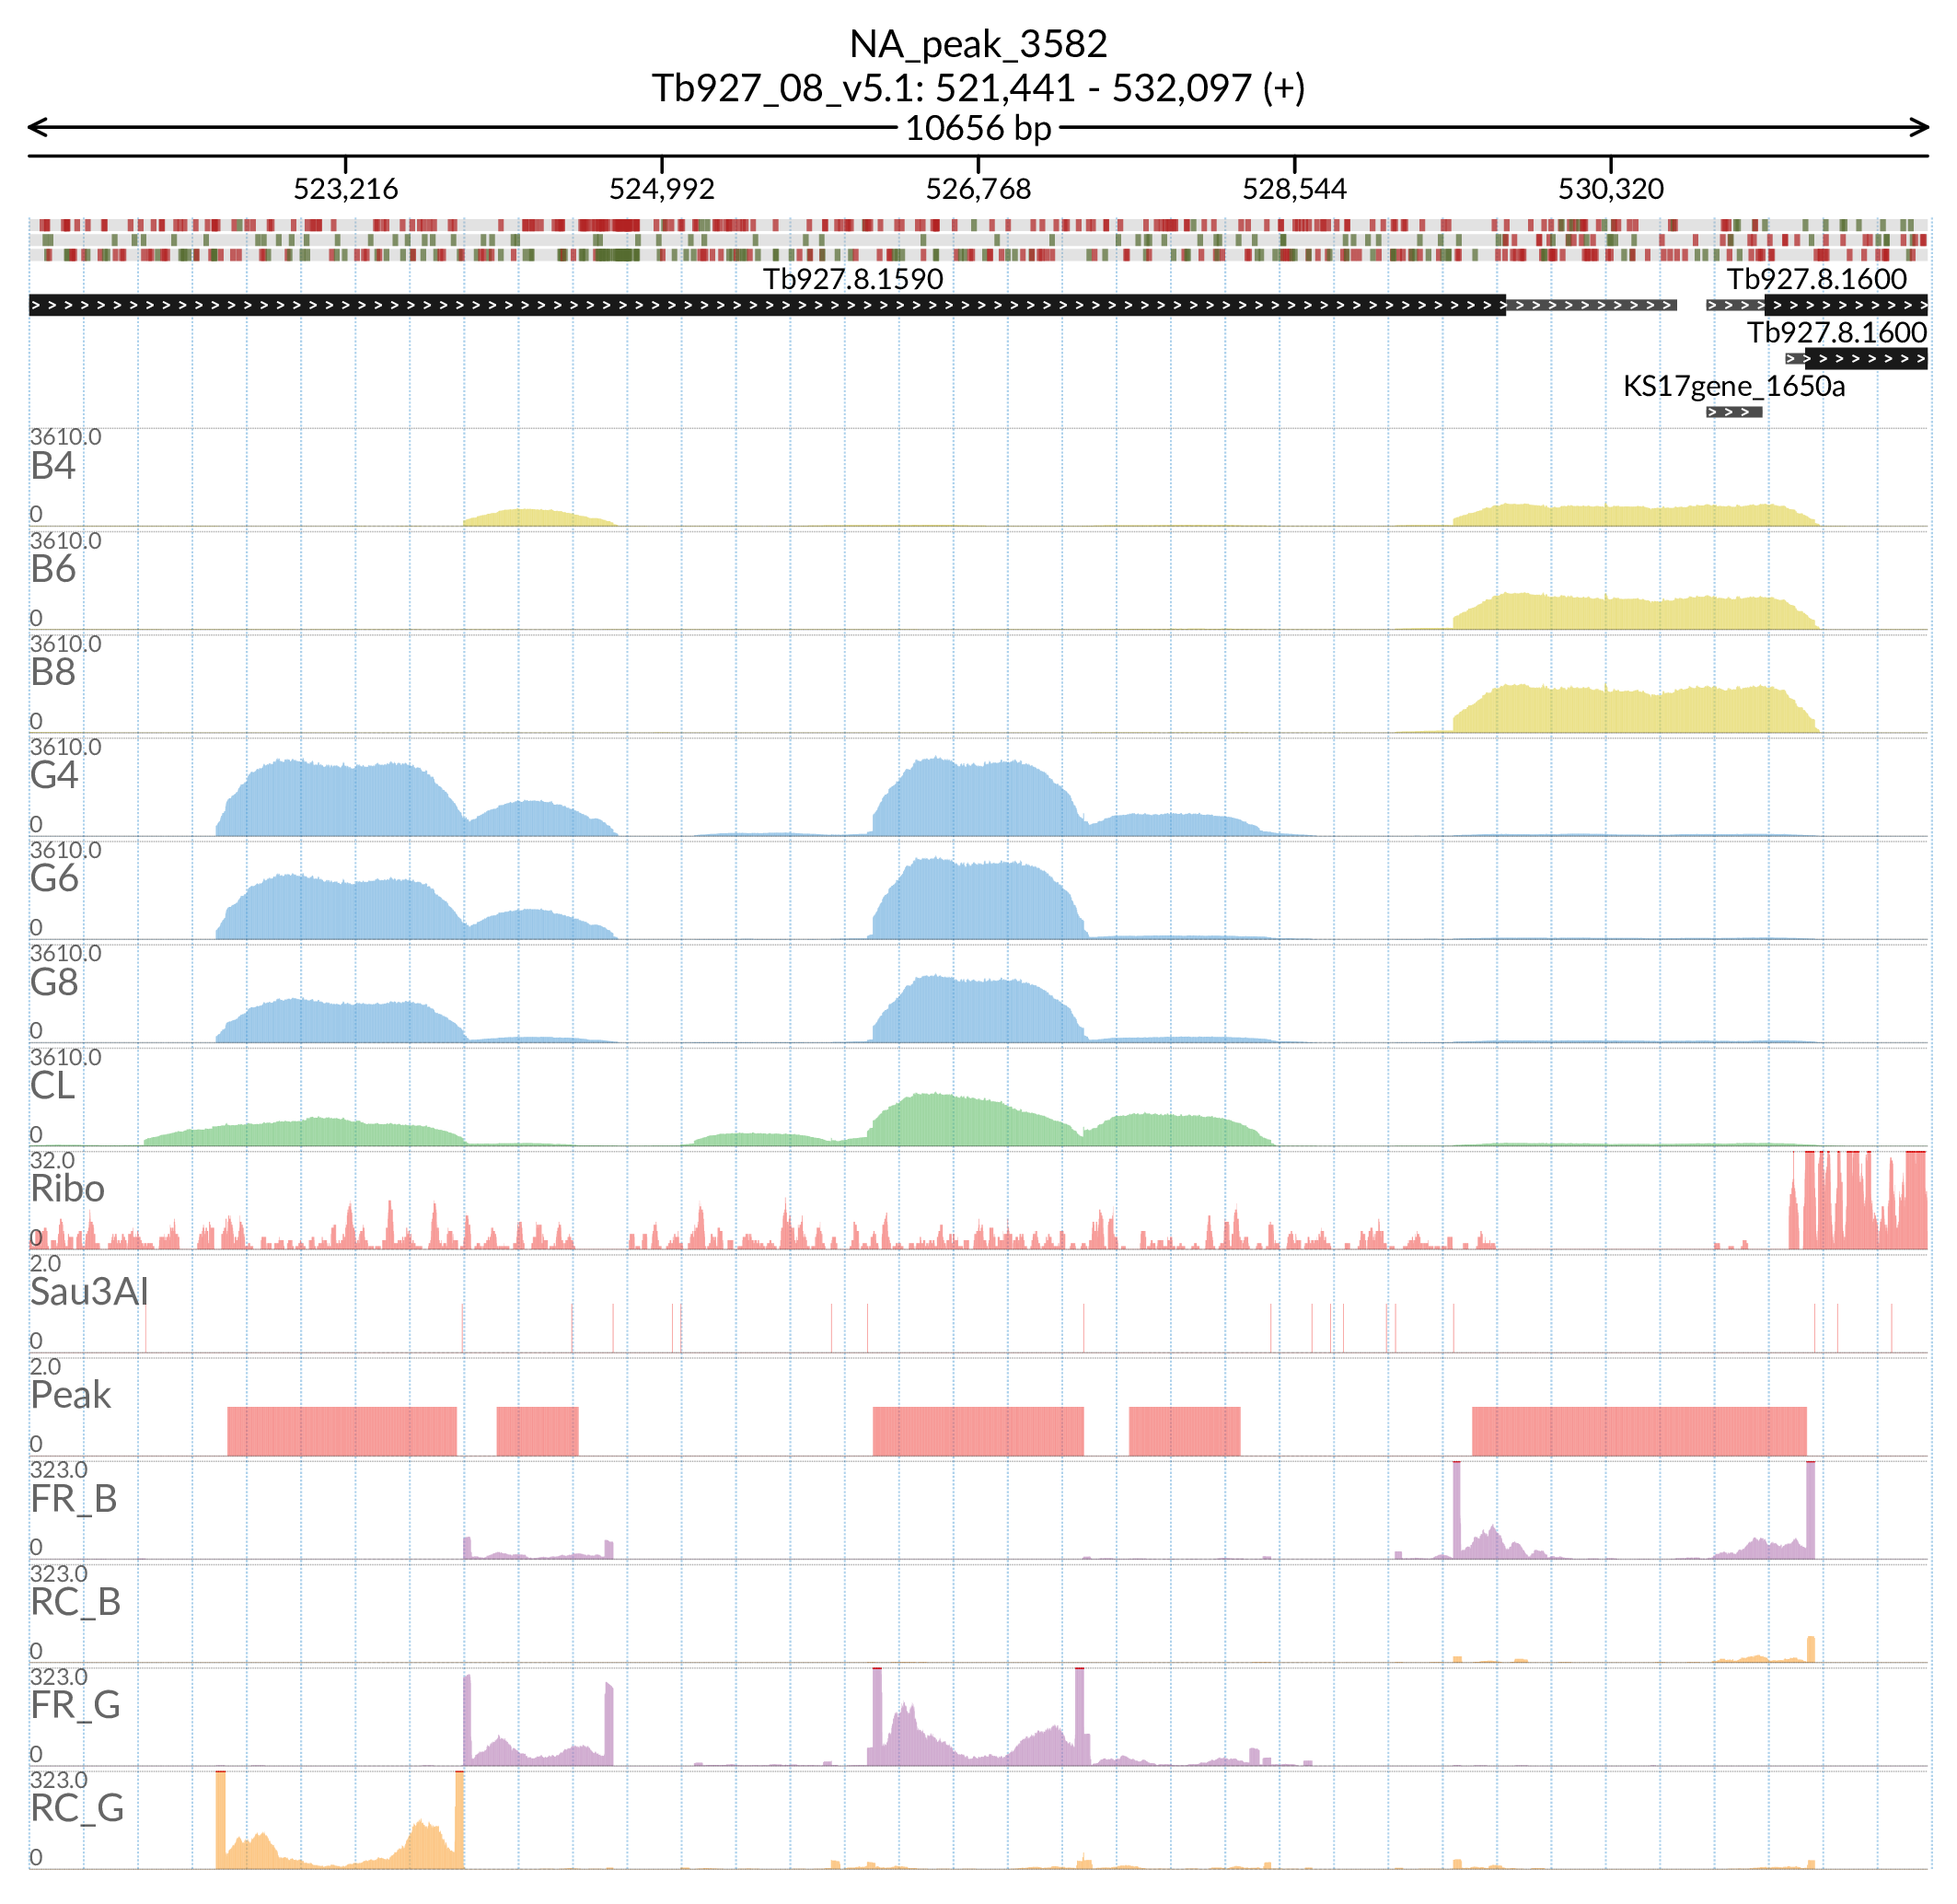 NA_peak_3582
Tb927_08_v5.1: 521,441 - 532,097 (+)
10656 bp
523,216 524,992 526,768 528,544 530,320
Tb927.8.1590 Tb927.8.1600
Tb927.8.1600
KS17gene_1650a
3610.0
B4
0
3610.0
B6
0
3610.0
B8
0
3610.0
G4
0
3610.0
G6
0
3610.0
G8
0
3610.0
CL
0
32.0
Ribo
0
2.0
Sau3AI
0
2.0
Peak
0
323.0
FR_B
0
323.0
RC_B
0
323.0
FR_G
0
323.0
RC_G
0